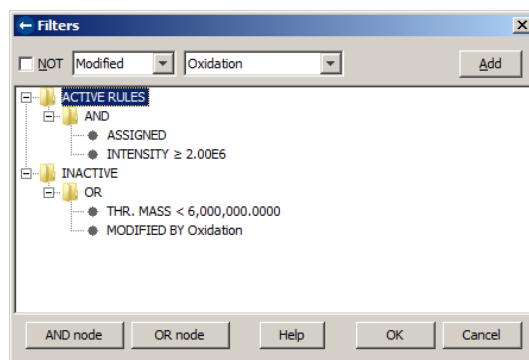 Filters
NOT Modified Oxidation Add
ACTIVE RULES
AND
ASSIGNED
INTENSITY ≥ 2.00E6
INACTIVE
OR
THR. MASS < 6,000,000.0000
MODIFIED BY Oxidation
AND node OR node Help OK Cancel